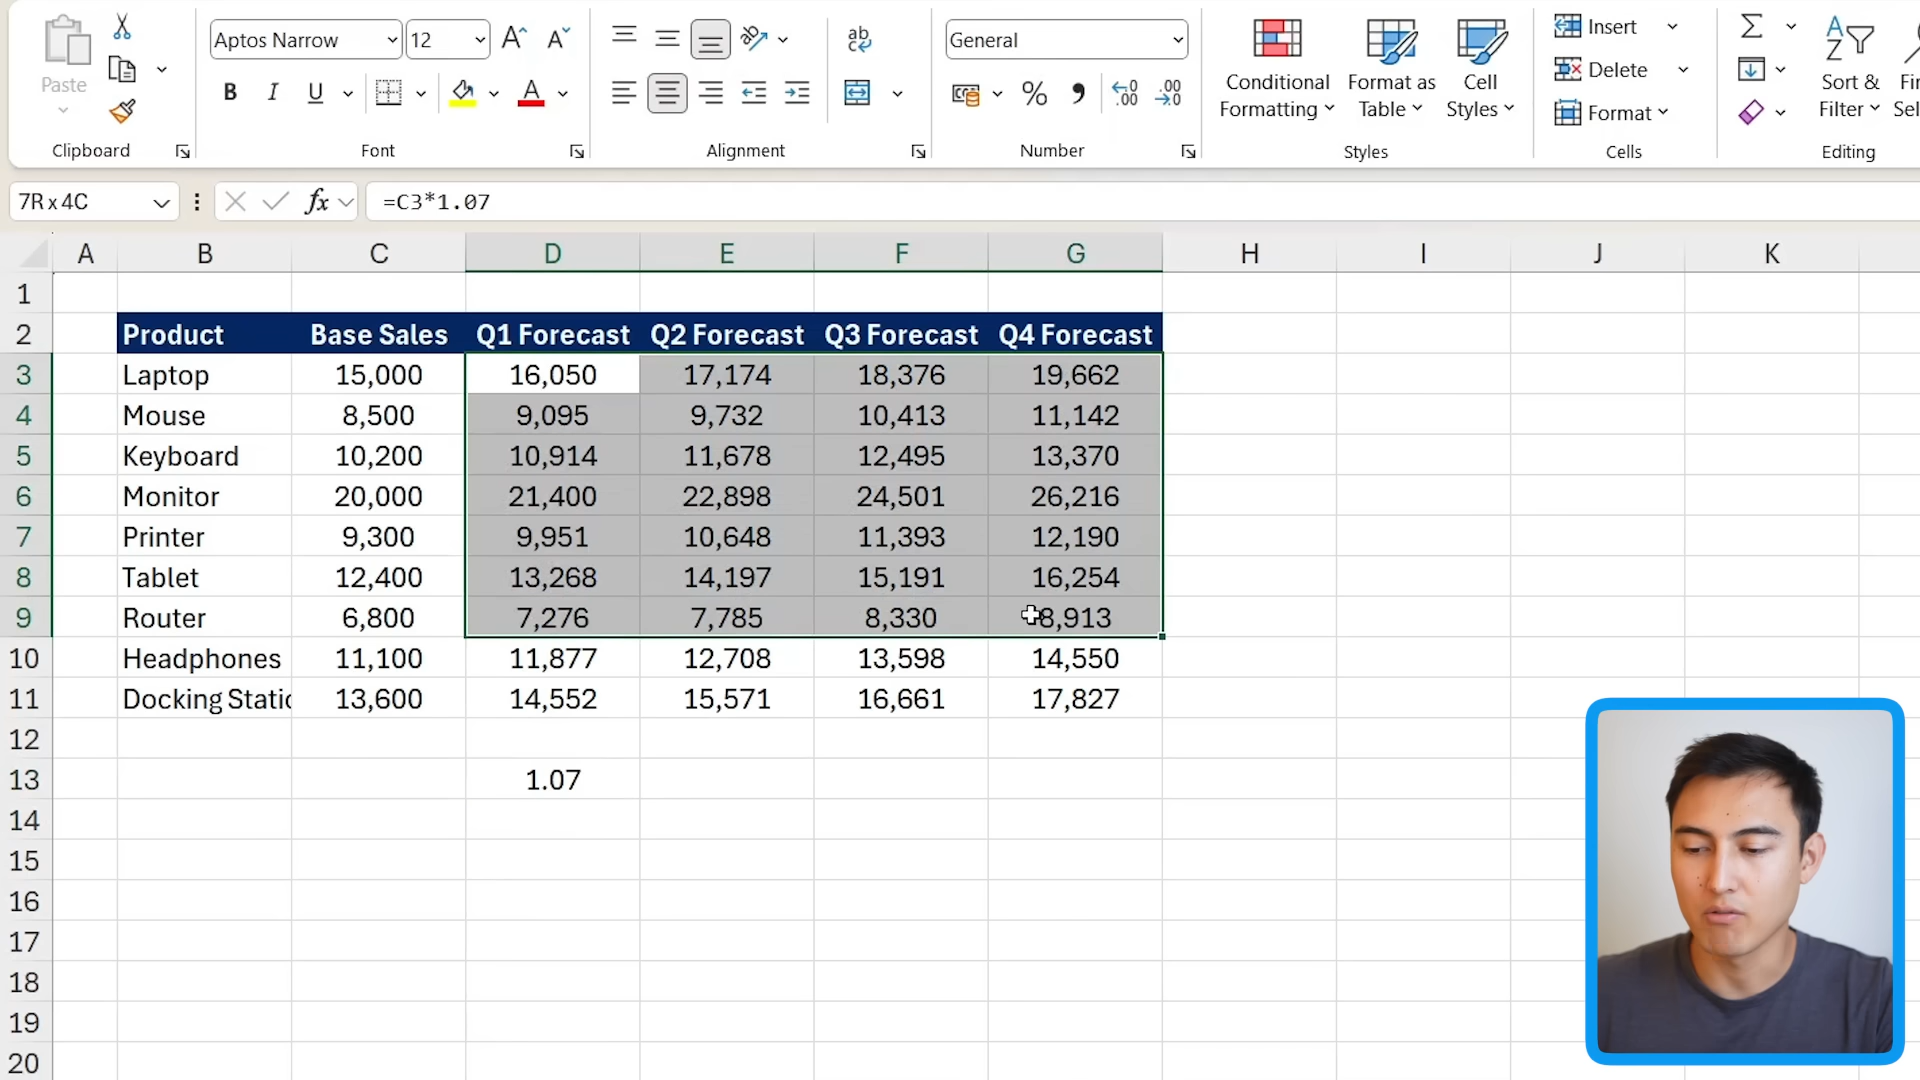 Paste
Clipboard
Aptos Narrow
12
A
A
B
I
U
A
Font
ab
ab
c
Alignment
General
%
,
.00
.00
Number
Conditional
Formatting
Format as
Table
Cell
Styles
Styles
Insert
Delete
Format
Cells
Σ
A
Z
Sort &
Filter
Editing
7R x 4C
fx
=C3*1.07
A B C D E F G H I J K
1
2 Product Base Sales Q1 Forecast Q2 Forecast Q3 Forecast Q4 Forecast
3 Laptop 15,000 16,050 17,174 18,376 19,662
4 Mouse 8,500 9,095 9,732 10,413 11,142
5 Keyboard 10,200 10,914 11,678 12,495 13,370
6 Monitor 20,000 21,400 22,898 24,501 26,216
7 Printer 9,300 9,951 10,648 11,393 12,190
8 Tablet 12,400 13,268 14,197 15,191 16,254
9 Router 6,800 7,276 7,785 8,330 8,913
10 Headphones 11,100 11,877 12,708 13,598 14,550
11 Docking Static 13,600 14,552 15,571 16,661 17,827
12
13 1.07
14
15
16
17
18
19
20